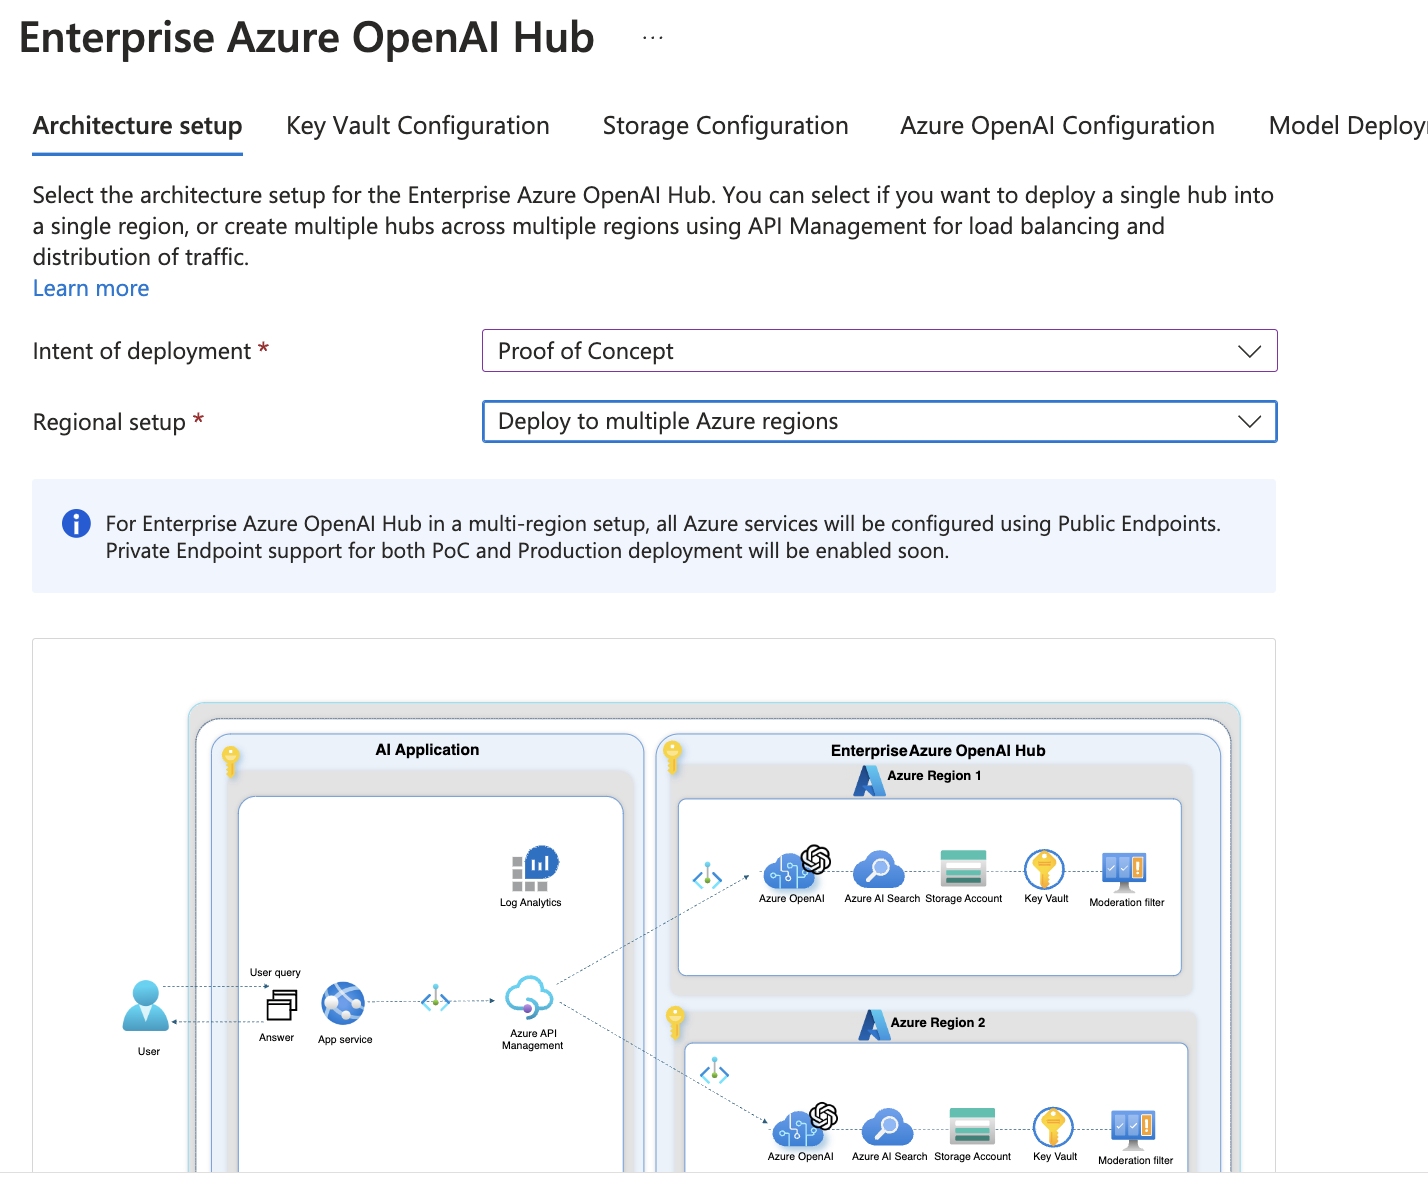 Enterprise Azure OpenAI Hub ...
Architecture setup
Key Vault Configuration
Storage Configuration
Azure OpenAI Configuration
Model Deploy
Select the architecture setup for the Enterprise Azure OpenAI Hub. You can select if you want to deploy a single hub into
a single region, or create multiple hubs across multiple regions using API Management for load balancing and
distribution of traffic.
Learn more
Intent of deployment *
Proof of Concept
Regional setup *
Deploy to multiple Azure regions
For Enterprise Azure OpenAI Hub in a multi-region setup, all Azure services will be configured using Public Endpoints.
Private Endpoint support for both PoC and Production deployment will be enabled soon.
AI Application
Log Analytics
User query
Answer
User
App service
Azure API
Management
Enterprise Azure OpenAI Hub
Azure Region 1
Azure OpenAI
Azure AI Search
Storage Account
Key Vault
Moderation filter
Azure Region 2
Azure OpenAI
Azure AI Search
Storage Account
Key Vault
Moderation filter